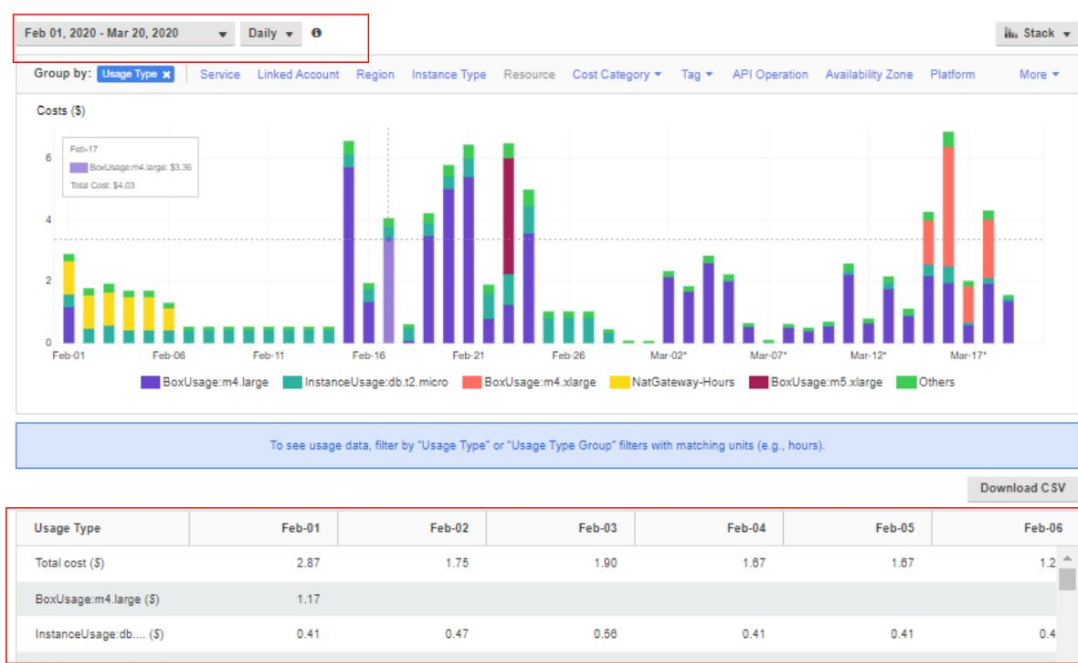 Feb 01, 2020 - Mar 20, 2020 Daily Stack
Group by: Usage Type Service Linked Account Region Instance Type Resource Cost Category Tag API Operation Availability Zone Platform More
Costs ($)
Feb-17
BoxUsage:m4.large: $3.36
Total Cost: $4.03
6
4
2
0
Feb-01 Feb-06 Feb-11 Feb-16 Feb-21 Feb-26 Mar-02* Mar-07* Mar-12* Mar-17*
BoxUsage:m4.large InstanceUsage:db.t2.micro BoxUsage:m4.xlarge NatGateway-Hours BoxUsage:m5.xlarge Others
To see usage data, filter by "Usage Type" or "Usage Type Group" filters with matching units (e.g., hours).
Download CSV
Usage Type Feb-01 Feb-02 Feb-03 Feb-04 Feb-05 Feb-06
Total cost ($) 2.87 1.75 1.90 1.67 1.67 1.2
BoxUsage:m4.large ($) 1.17
InstanceUsage:db.... ($) 0.41 0.47 0.56 0.41 0.41 0.4